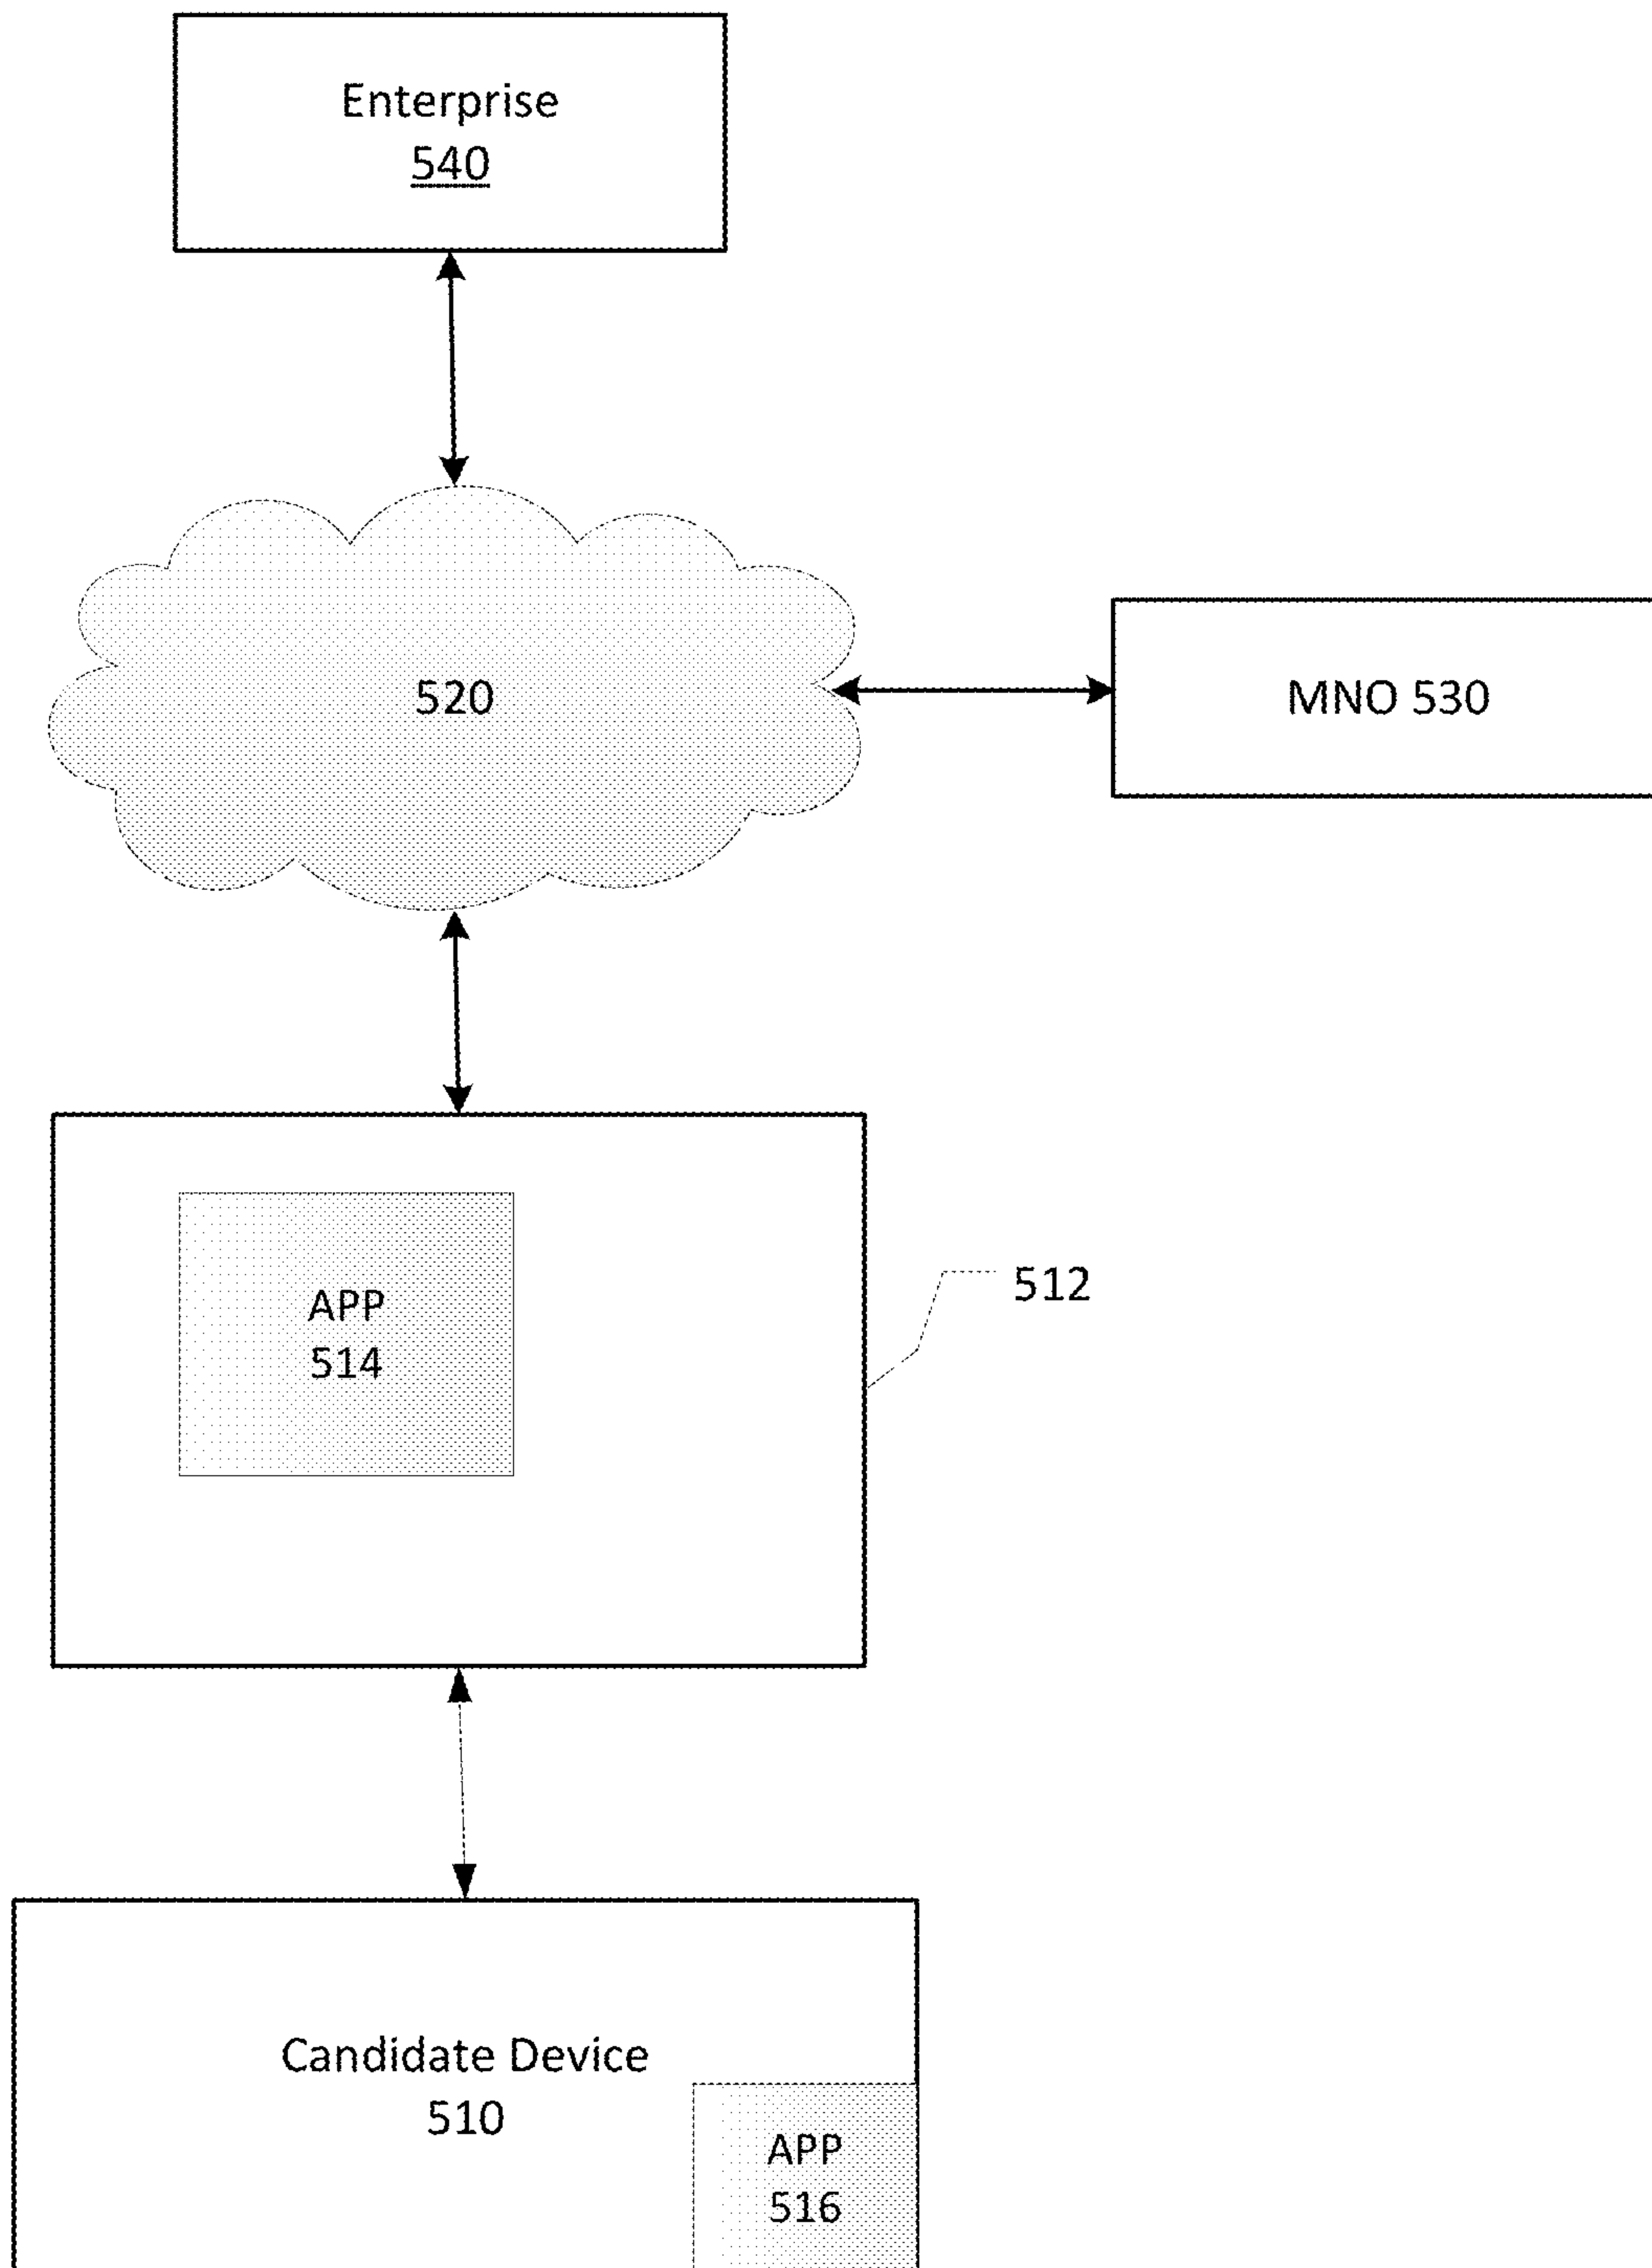 Enterprise
540
520
MNO 530
APP
514
512
Candidate Device
510
APP
516